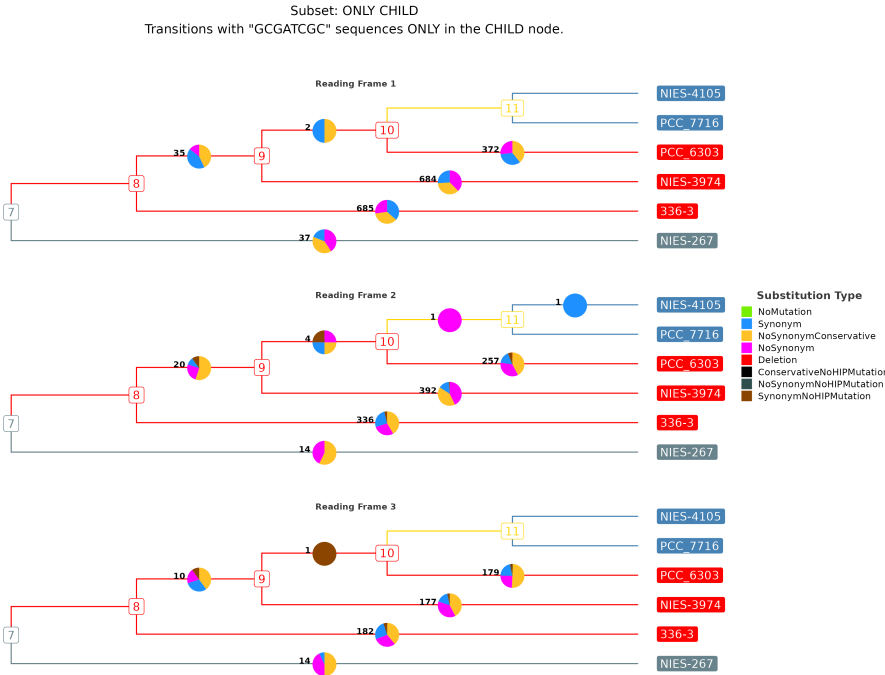 Subset: ONLY CHILD
Transitions with "GCGATCGC" sequences ONLY in the CHILD node.
Reading Frame 1
NIES-4105
11
2
PCC_7716
10
35
372
PCC_6303
9
684
NIES-3974
8
685
336-3
7
37
NIES-267
Reading Frame 2
1
NIES-4105
1
11
4
PCC_7716
10
20
257
PCC_6303
9
392
NIES-3974
8
336
336-3
7
14
NIES-267
Substitution Type
NoMutation
Synonym
NoSynonymConservative
NoSynonym
Deletion
ConservativeNoHIPMutation
NoSynonymNoHIPMutation
SynonymNoHIPMutation
Reading Frame 3
NIES-4105
11
1
PCC_7716
10
10
179
PCC_6303
9
177
NIES-3974
8
182
336-3
7
14
NIES-267